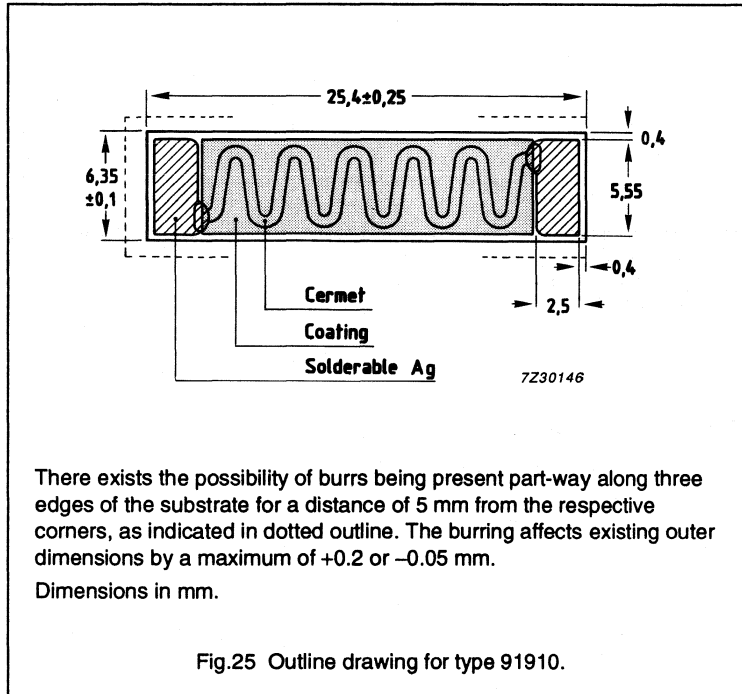 25,4±0,25
0,4
6,35
±0,1
5,55
0,4
2,5
Cermet
Coating
Solderable Ag
7Z30146
There exists the possibility of burrs being present part-way along three
edges of the substrate for a distance of 5 mm from the respective
corners, as indicated in dotted outline. The burring affects existing outer
dimensions by a maximum of +0.2 or –0.05 mm.
Dimensions in mm.
Fig.25 Outline drawing for type 91910.